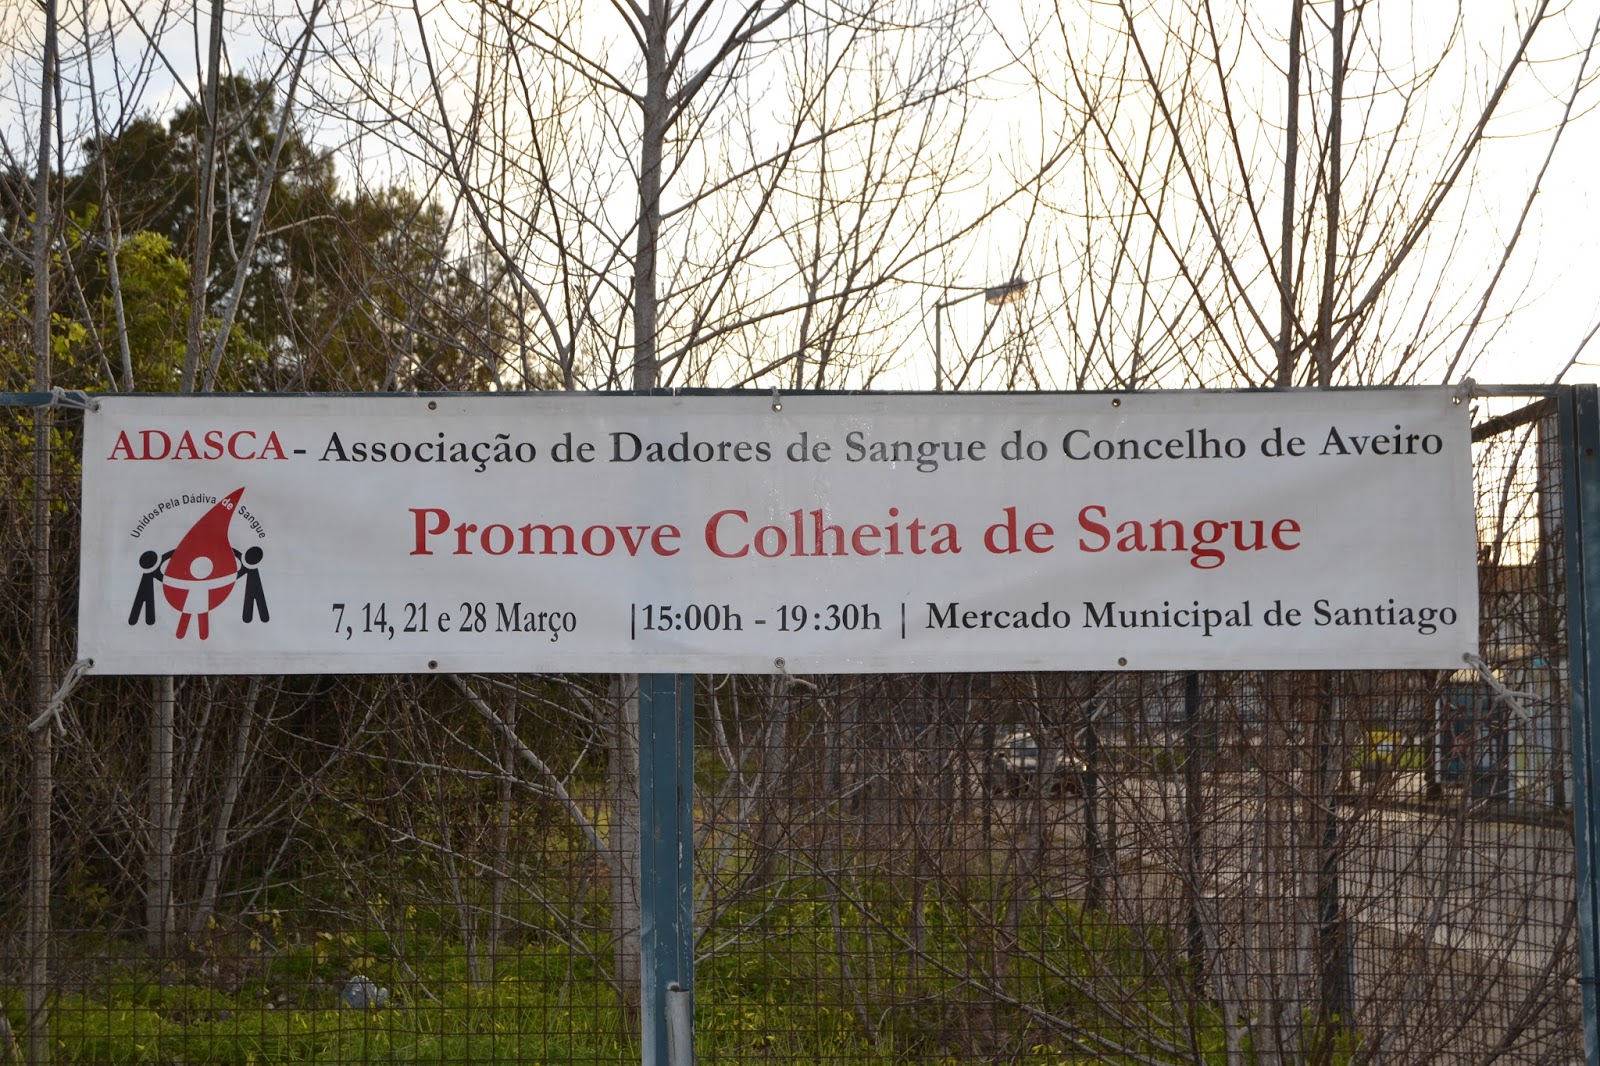 ADASCA - Associação de Dadores de Sangue do Concelho de Aveiro
Unidos Pela Dádiva de Sangue
Promove Colheita de Sangue
7, 14, 21 e 28 Março |15:00h - 19:30h | Mercado Municipal de Santiago